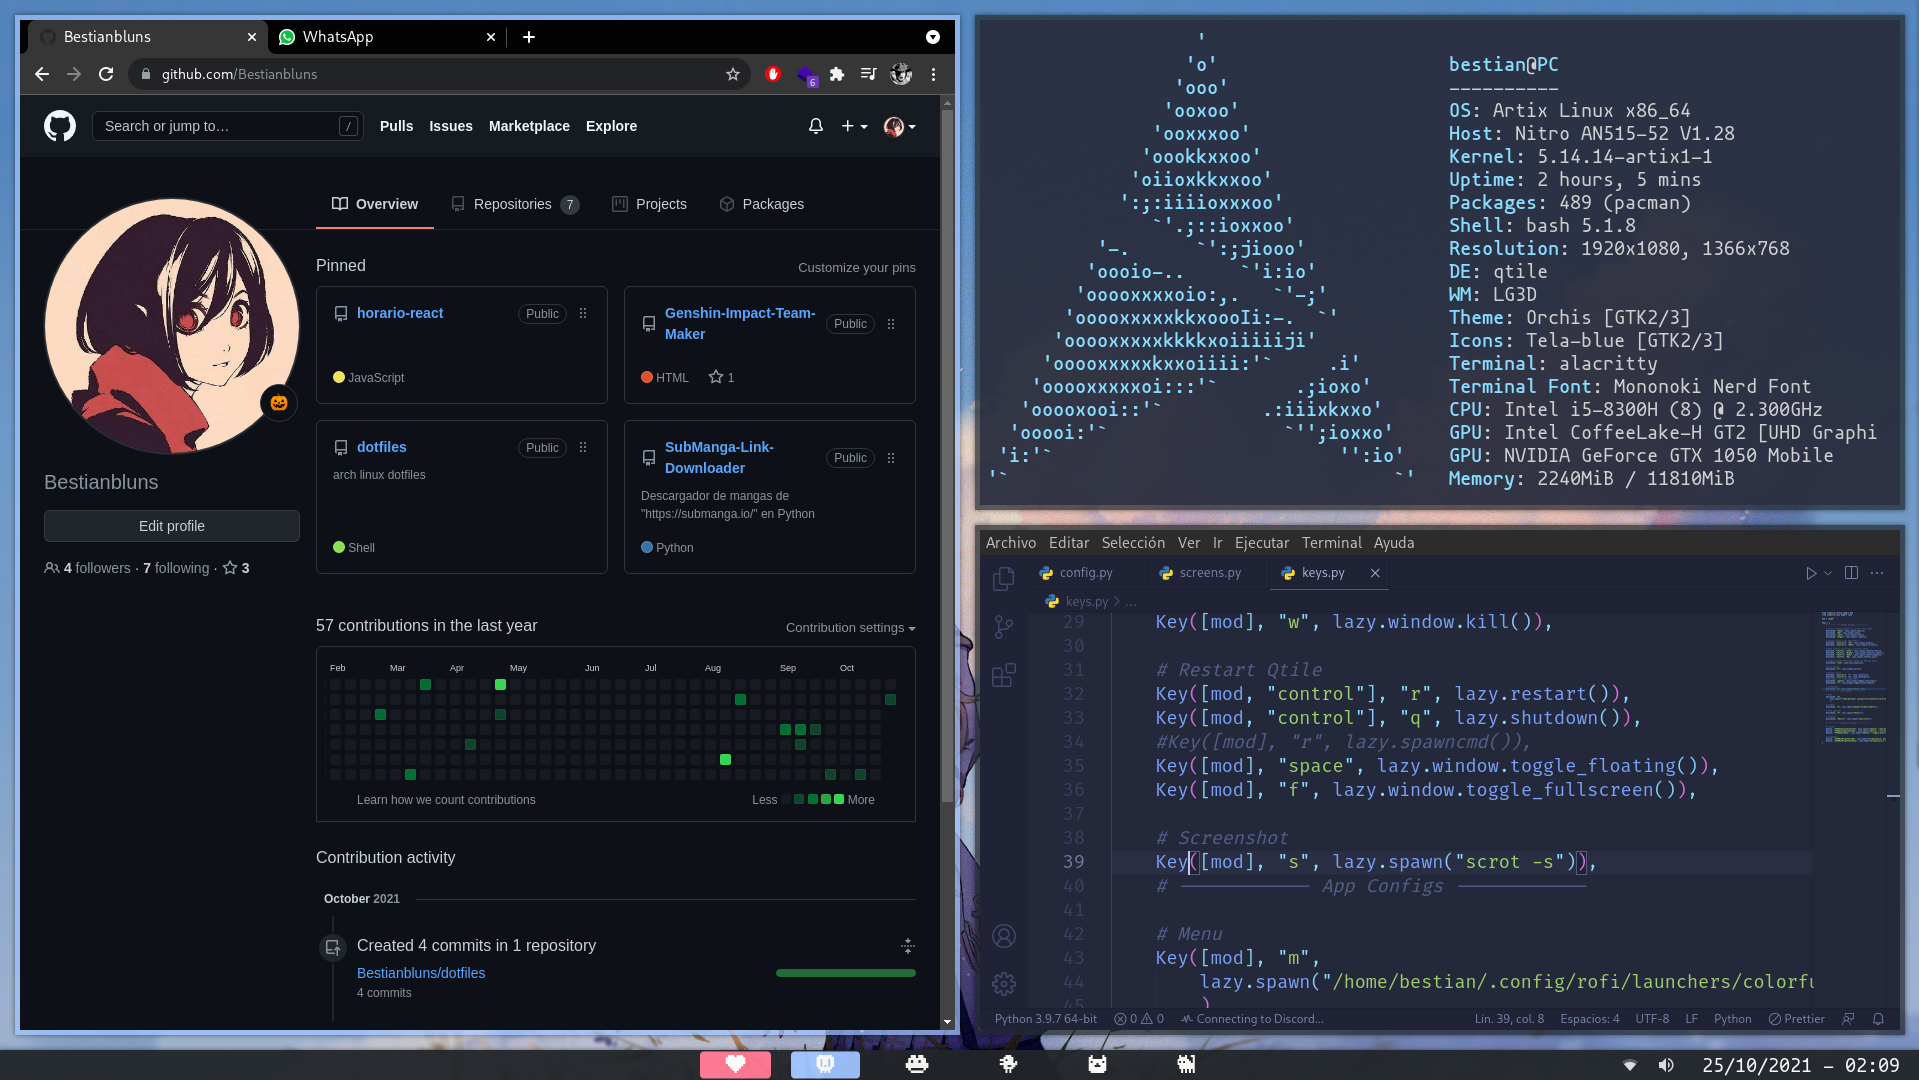 Bestianbluns
WhatsApp
github.com/Bestianbluns
6
Search or jump to…
/
Pulls
Issues
Marketplace
Explore
Overview
Repositories 7
Projects
Packages
Bestianbluns
Edit profile
4 followers · 7 following · 3
Pinned
Customize your pins
horario-react
Public
JavaScript
Genshin-Impact-Team-
Maker
Public
HTML
1
dotfiles
Public
arch linux dotfiles
Shell
SubManga-Link-
Downloader
Public
Descargador de mangas de
"https://submanga.io/" en Python
Python
57 contributions in the last year
Contribution settings
Feb Mar Apr May Jun Jul Aug Sep Oct
Learn how we count contributions
Less
More
Contribution activity
October 2021
Created 4 commits in 1 repository
Bestianbluns/dotfiles
4 commits
'
'o'
'ooo'
'ooxoo'
'ooxxxoo'
'oookkxxoo'
'oiioxkkxxoo'
':;:iiiioxxxoo'
`'.;::ioxxoo'
'-. `':;jiooo'
'oooio-.. `'i:io'
'ooooxxxxoio:,. `'-;'
'ooooxxxxxkkxoooIi:-. `'
'ooooxxxxxkkkkxoiiiiiji'
'ooooxxxxxkxxoiiii:'` .i'
'ooooxxxxxoi:::'` .;ioxo'
'ooooxooi::'` .:iiixkxxo'
'ooooi:'` `'';ioxxo'
'i:'` '':io'
'` `'
bestian@PC
----------
OS: Artix Linux x86_64
Host: Nitro AN515-52 V1.28
Kernel: 5.14.14-artix1-1
Uptime: 2 hours, 5 mins
Packages: 489 (pacman)
Shell: bash 5.1.8
Resolution: 1920x1080, 1366x768
DE: qtile
WM: LG3D
Theme: Orchis [GTK2/3]
Icons: Tela-blue [GTK2/3]
Terminal: alacritty
Terminal Font: Mononoki Nerd Font
CPU: Intel i5-8300H (8) @ 2.300GHz
GPU: Intel CoffeeLake-H GT2 [UHD Graphi
GPU: NVIDIA GeForce GTX 1050 Mobile
Memory: 2240MiB / 11810MiB
Archivo Editar Selección Ver Ir Ejecutar Terminal Ayuda
config.py
screens.py
keys.py
keys.py > ...
29 Key([mod], "w", lazy.window.kill()),
30
31 # Restart Qtile
32 Key([mod, "control"], "r", lazy.restart()),
33 Key([mod, "control"], "q", lazy.shutdown()),
34 #Key([mod], "r", lazy.spawncmd()),
35 Key([mod], "space", lazy.window.toggle_floating()),
36 Key([mod], "f", lazy.window.toggle_fullscreen()),
37
38 # Screenshot
39 Key([mod], "s", lazy.spawn("scrot -s")),
40 # ------------ App Configs ------------
41
42 # Menu
43 Key([mod], "m",
44 lazy.spawn("/home/bestian/.config/rofi/launchers/colorfu
45 )
Python 3.9.7 64-bit
0 0
Connecting to Discord...
Lín. 39, col. 8
Espacios: 4
UTF-8
LF
Python
Prettier
25/10/2021 - 02:09